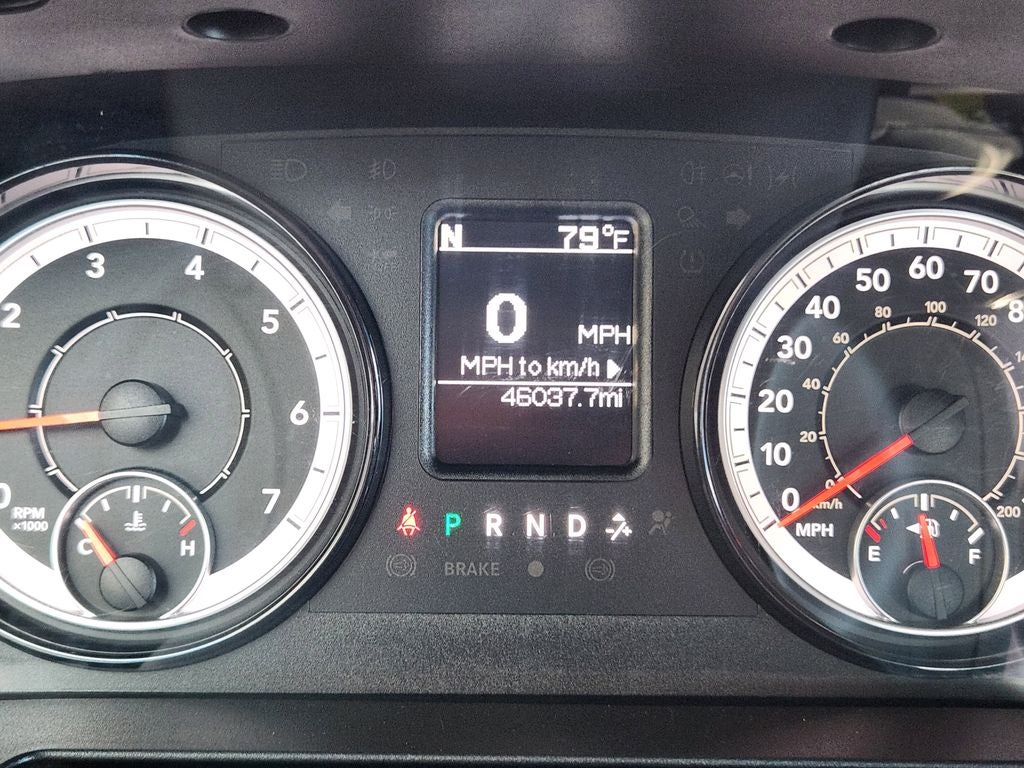 N 79°F
0 MPH
MPH to km/h
46037.7mi
2 3 4 5 6 7
RPM
x1000
C H
P R N D
BRAKE
0 10 20 30 40 50 60 70
MPH
0 20 40 60 80 100 120 200
km/h
E F